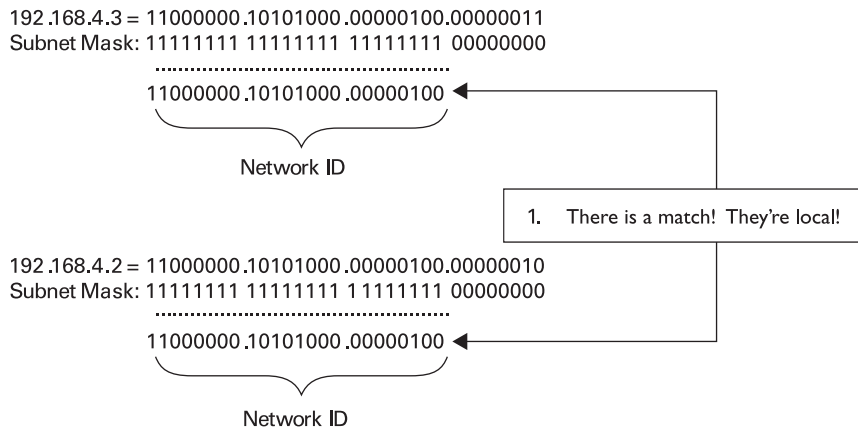 192.168.4.3 = 11000000.10101000.00000100.00000011
Subnet Mask: 11111111 11111111 11111111 00000000
11000000.10101000.00000100
Network ID
1. There is a match! They're local!
192.168.4.2 = 11000000.10101000.00000100.00000010
Subnet Mask: 11111111 11111111 1 1111111 00000000
11000000.10101000.00000100
Network ID